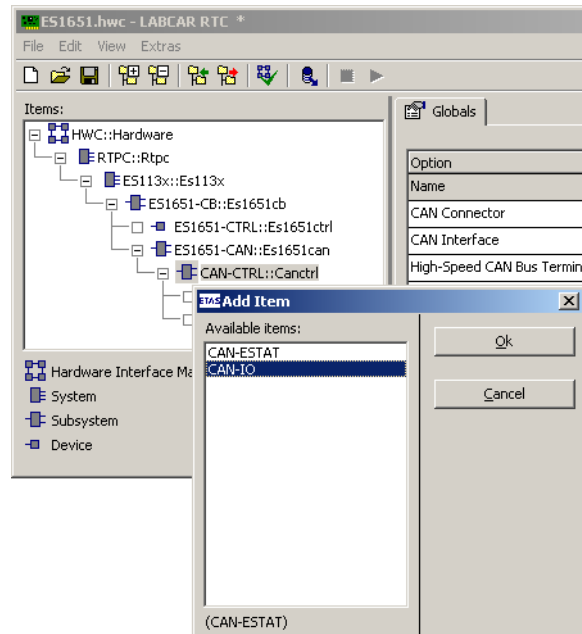 ES1651.hwc - LABCAR RTC *
File Edit View Extras
Items:
Globals
HWC::Hardware
RTPC::Rtpc
ES113x::Es113x
ES1651-CB::Es1651cb
ES1651-CTRL::Es1651ctrl
ES1651-CAN::Es1651can
CAN-CTRL::Canctrl
Option
Name
CAN Connector
CAN Interface
High-Speed CAN Bus Termin
Hardware Interface Ma
System
Subsystem
Device
ETAS Add Item
Available items:
CAN-ESTAT
CAN-IO
Ok
Cancel
(CAN-ESTAT)